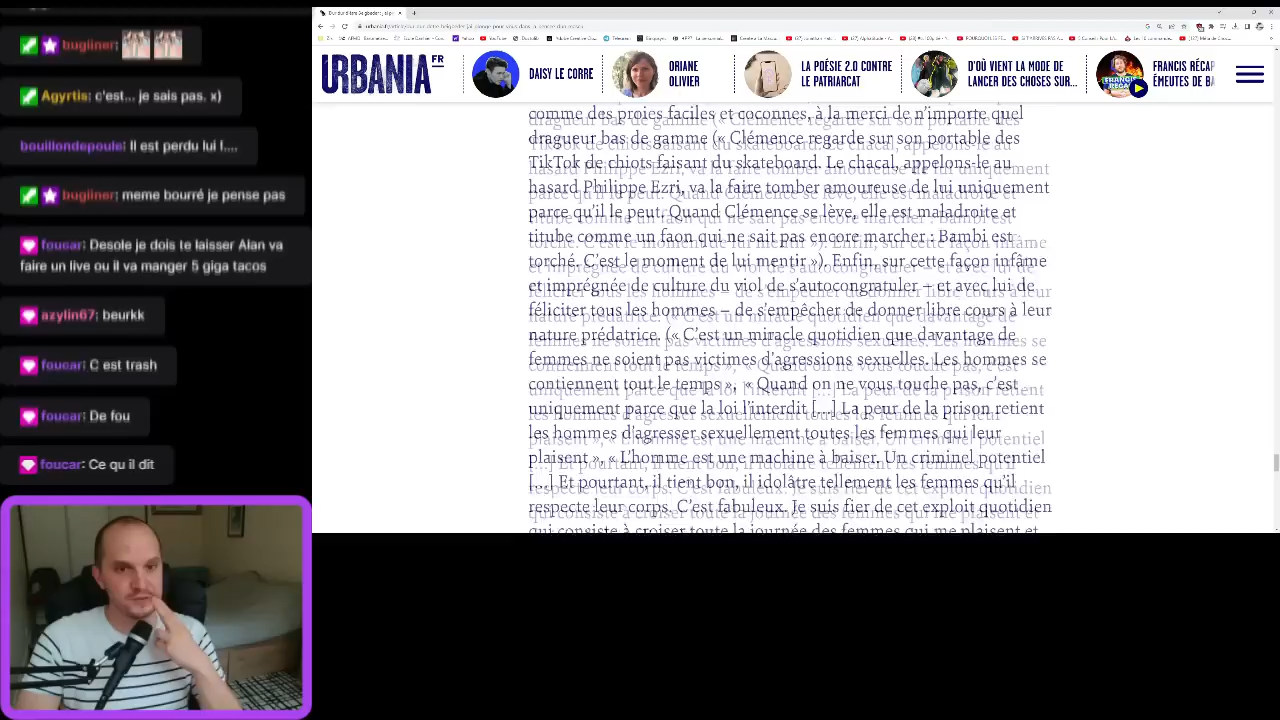 bugliner:
Agyrtis: c'est... je sais pas. x)
bouillondepoule: Il est perdu lui !....
bugliner: meme bourré je pense pas
foucar: Desole je dois te laisser Alan va
faire un live ou il va manger 5 giga tacos
azylin67: beurkk
foucar: C est trash
foucar: De fou
foucar: Ce qu il dit
URBANIA FR
DAISY LE CORRE
ORIANE
OLIVIER
LA POÉSIE 2.0 CONTRE
LE PATRIARCAT
D'OÙ VIENT LA MODE DE
LANCER DES CHOSES SUR...
FRANCIS RÉCAP
ÉMEUTES DE
comme des proies faciles et coconnes, à la merci de n'importe quel
dragueur bas de gamme (« Clémence regarde sur son portable des
TikTok de chiots faisant du skateboard. Le chacal, appelons-le au
hasard Philippe Ezri, va la faire tomber amoureuse de lui uniquement
parce qu'il le peut. Quand Clémence se lève, elle est maladroite et
titube comme un faon qui ne sait pas encore marcher : Bambi est
torché. C'est le moment de lui mentir »). Enfin, sur cette façon infâme
et imprégnée de culture du viol de s'autocongratuler – et avec lui de
féliciter tous les hommes – de s'empêcher de donner libre cours à leur
nature prédatrice. (« C'est un miracle quotidien que davantage de
femmes ne soient pas victimes d'agressions sexuelles. Les hommes se
contiennent tout le temps », « Quand on ne vous touche pas, c'est
uniquement parce que la loi l'interdit [...] La peur de la prison retient
les hommes d'agresser sexuellement toutes les femmes qui leur
plaisent », « L'homme est une machine à baiser. Un criminel potentiel
[...] Et pourtant, il tient bon, il idolâtre tellement les femmes qu'il
respecte leur corps. C'est fabuleux. Je suis fier de cet exploit quotidien
qui consiste à croiser toute la journée des femmes qui me plaisent et